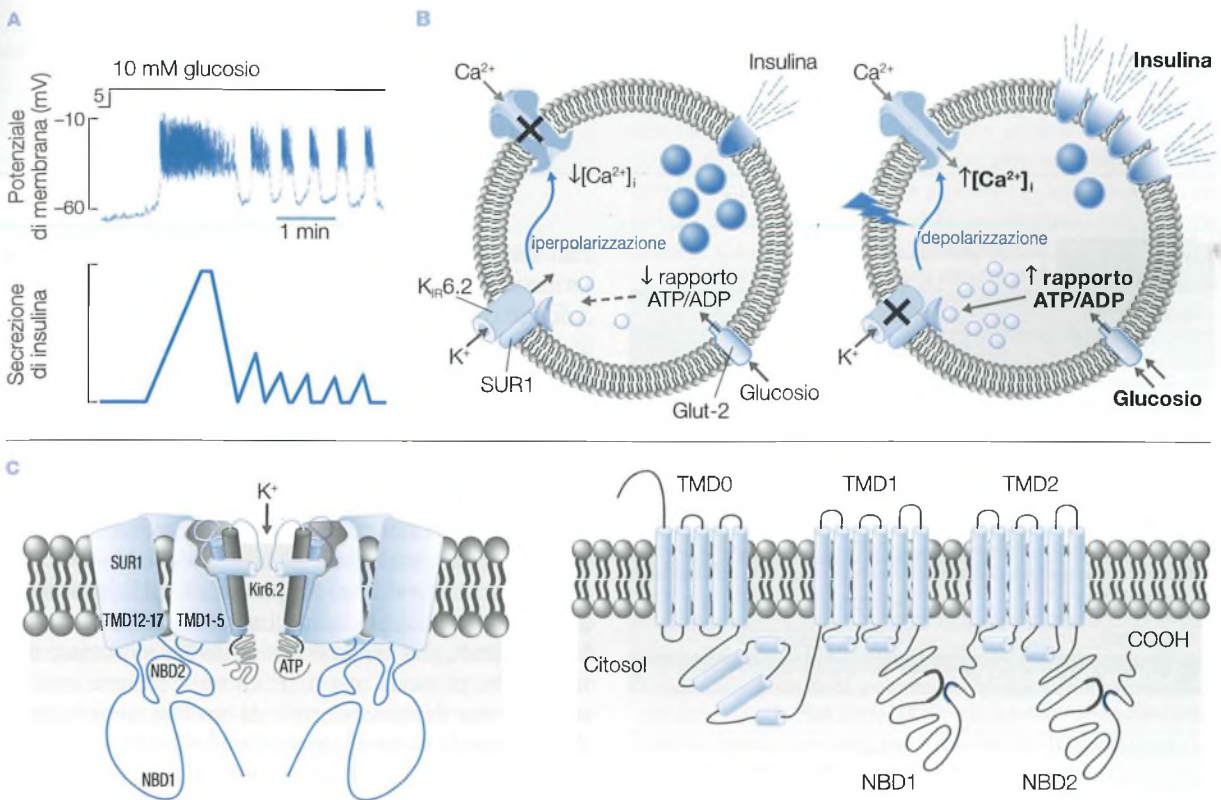 A
10 mM glucosio
5
Potenziale
di membrana (mV)
−10
−60
1 min
Secrezione
di insulina
B
Ca²⁺
Insulina
↓[Ca²⁺]ᵢ
iperpolarizzazione
↓ rapporto
ATP/ADP
K_IR6.2
K⁺
SUR1
Glut-2
Glucosio
Ca²⁺
Insulina
↑[Ca²⁺]ᵢ
depolarizzazione
↑ rapporto
ATP/ADP
K⁺
Glucosio
C
K⁺
SUR1
Kir6.2
TMD12-17
TMD1-5
NBD2
ATP
NBD1
TMD0
TMD1
TMD2
Citosol
COOH
NBD1
NBD2